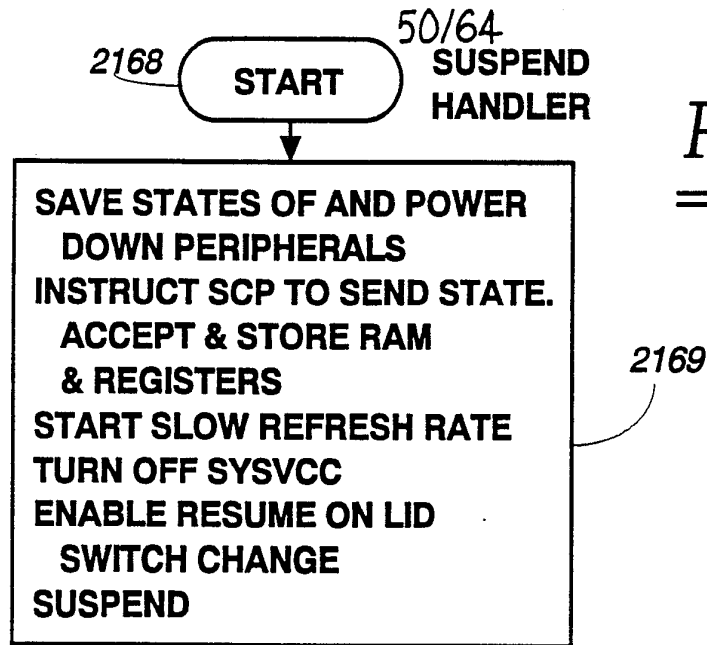 50/64
2168
START
SUSPEND
HANDLER
SAVE STATES OF AND POWER
DOWN PERIPHERALS
INSTRUCT SCP TO SEND STATE.
ACCEPT & STORE RAM
& REGISTERS
START SLOW REFRESH RATE
TURN OFF SYSVCC
ENABLE RESUME ON LID
SWITCH CHANGE
SUSPEND
2169